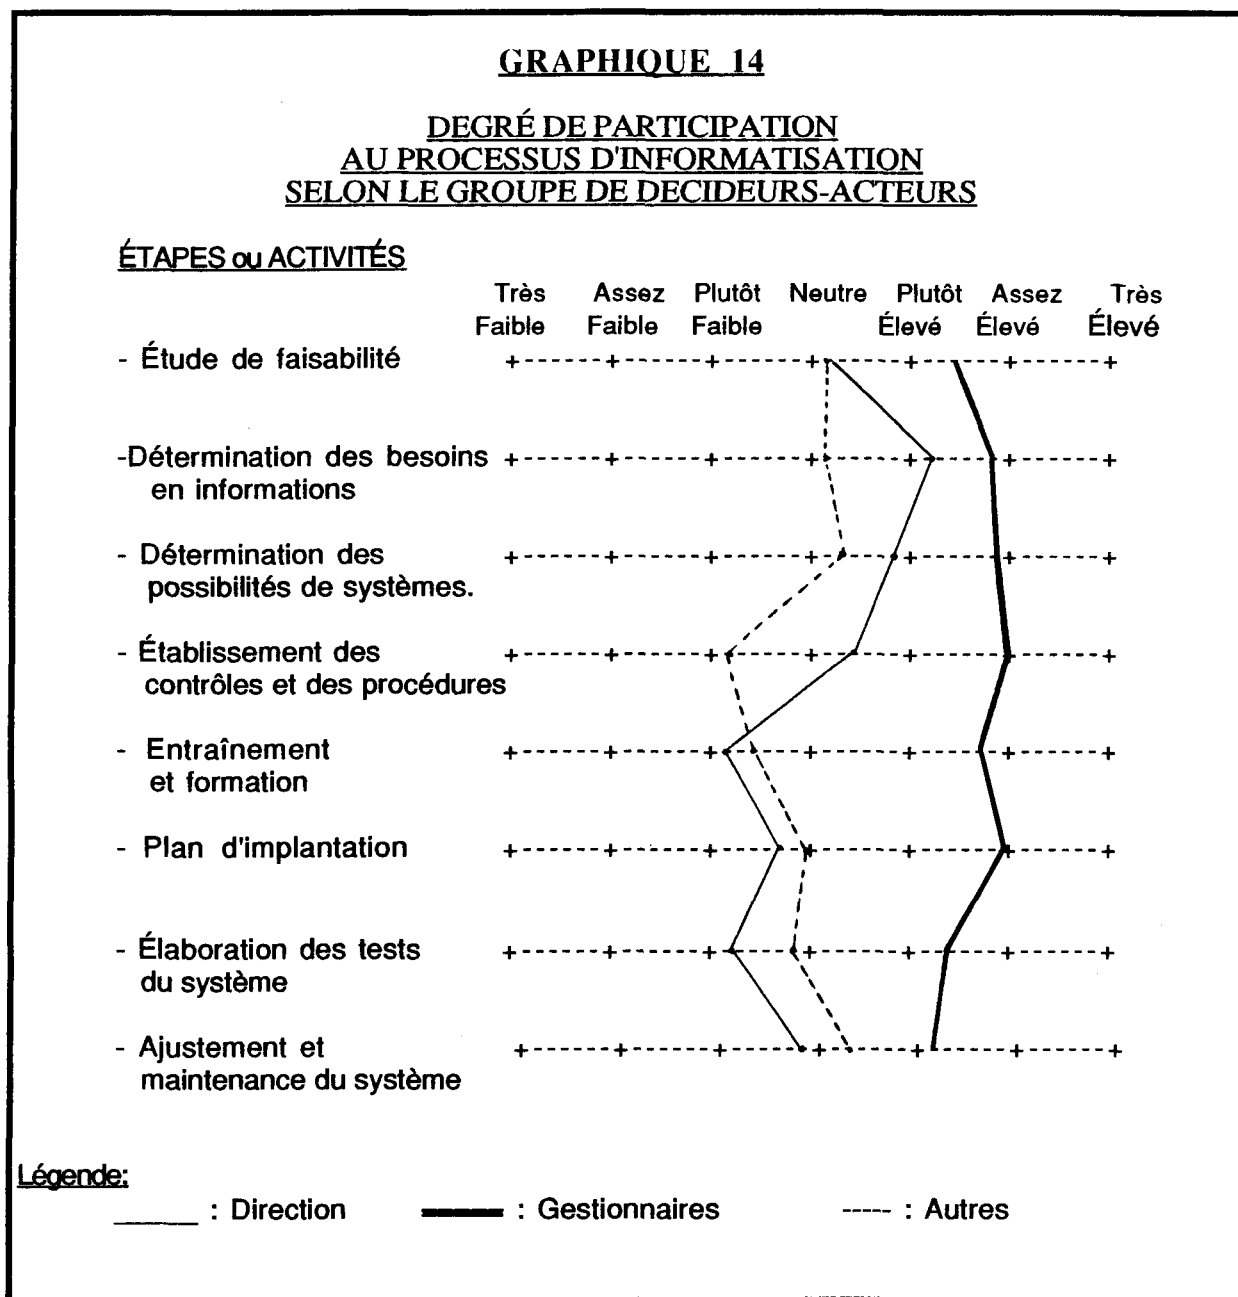 GRAPHIQUE 14
DEGRÉ DE PARTICIPATION
AU PROCESSUS D'INFORMATISATION
SELON LE GROUPE DE DECIDEURS-ACTEURS
ÉTAPES ou ACTIVITÉS
Très Assez Plutôt Neutre Plutôt Assez Très
Faible Faible Faible Élevé Élevé Élevé
- Étude de faisabilité
-Détermination des besoins
en informations
- Détermination des
possibilités de systèmes.
- Établissement des
contrôles et des procédures
- Entraînement
et formation
- Plan d'implantation
- Élaboration des tests
du système
- Ajustement et
maintenance du système
Légende:
: Direction : Gestionnaires ----- : Autres